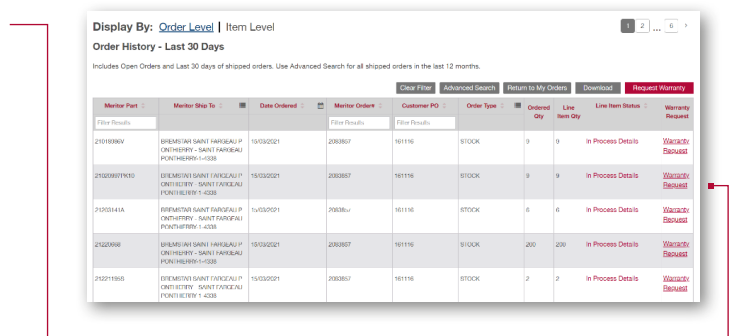 Display By: Order Level | Item Level
1 2 ... 6 ›
Order History - Last 30 Days
Includes Open Orders and Last 30 days of shipped orders. Use Advanced Search for all shipped orders in the last 12 months.
Clear Filter Advanced Search Return to My Orders Download Request Warranty
Meritor Part Meritor Ship To Date Ordered Meritor Order# Customer PO Order Type Ordered Qty Line Item Qty Line Item Status Warranty Request
Filter Results Filter Results Filter Results
BREMSTAR SAINT FARGEAU P 15/03/2021 2083857 161116 STOCK 9 9 In Process Details Warranty
ONTHIERRY - SAINT FARGEAU Request
PONTHIERRY-1-4338
21020997PK10 BREMSTAR SAINT FARGEAU P 15/03/2021 2083857 161116 STOCK 9 9 In Process Details Warranty
ONTHIERRY - SAINT FARGEAU Request
PONTHIERRY-1-4338
21203141A BREMSTAR SAINT FARGEAU P 15/03/2021 2083857 161116 STOCK 6 6 In Process Details Warranty
ONTHIERRY - SAINT FARGEAU Request
PONTHIERRY-1-4338
BREMSTAR SAINT FARGEAU P 15/03/2021 2083857 161116 STOCK 200 200 In Process Details Warranty
ONTHIERRY - SAINT FARGEAU Request
PONTHIERRY-1-4338
BREMSTAR SAINT FARGEAU P 15/03/2021 2083857 161116 STOCK 2 2 In Process Details Warranty
ONTHIERRY - SAINT FARGEAU Request
PONTHIERRY-1-4338